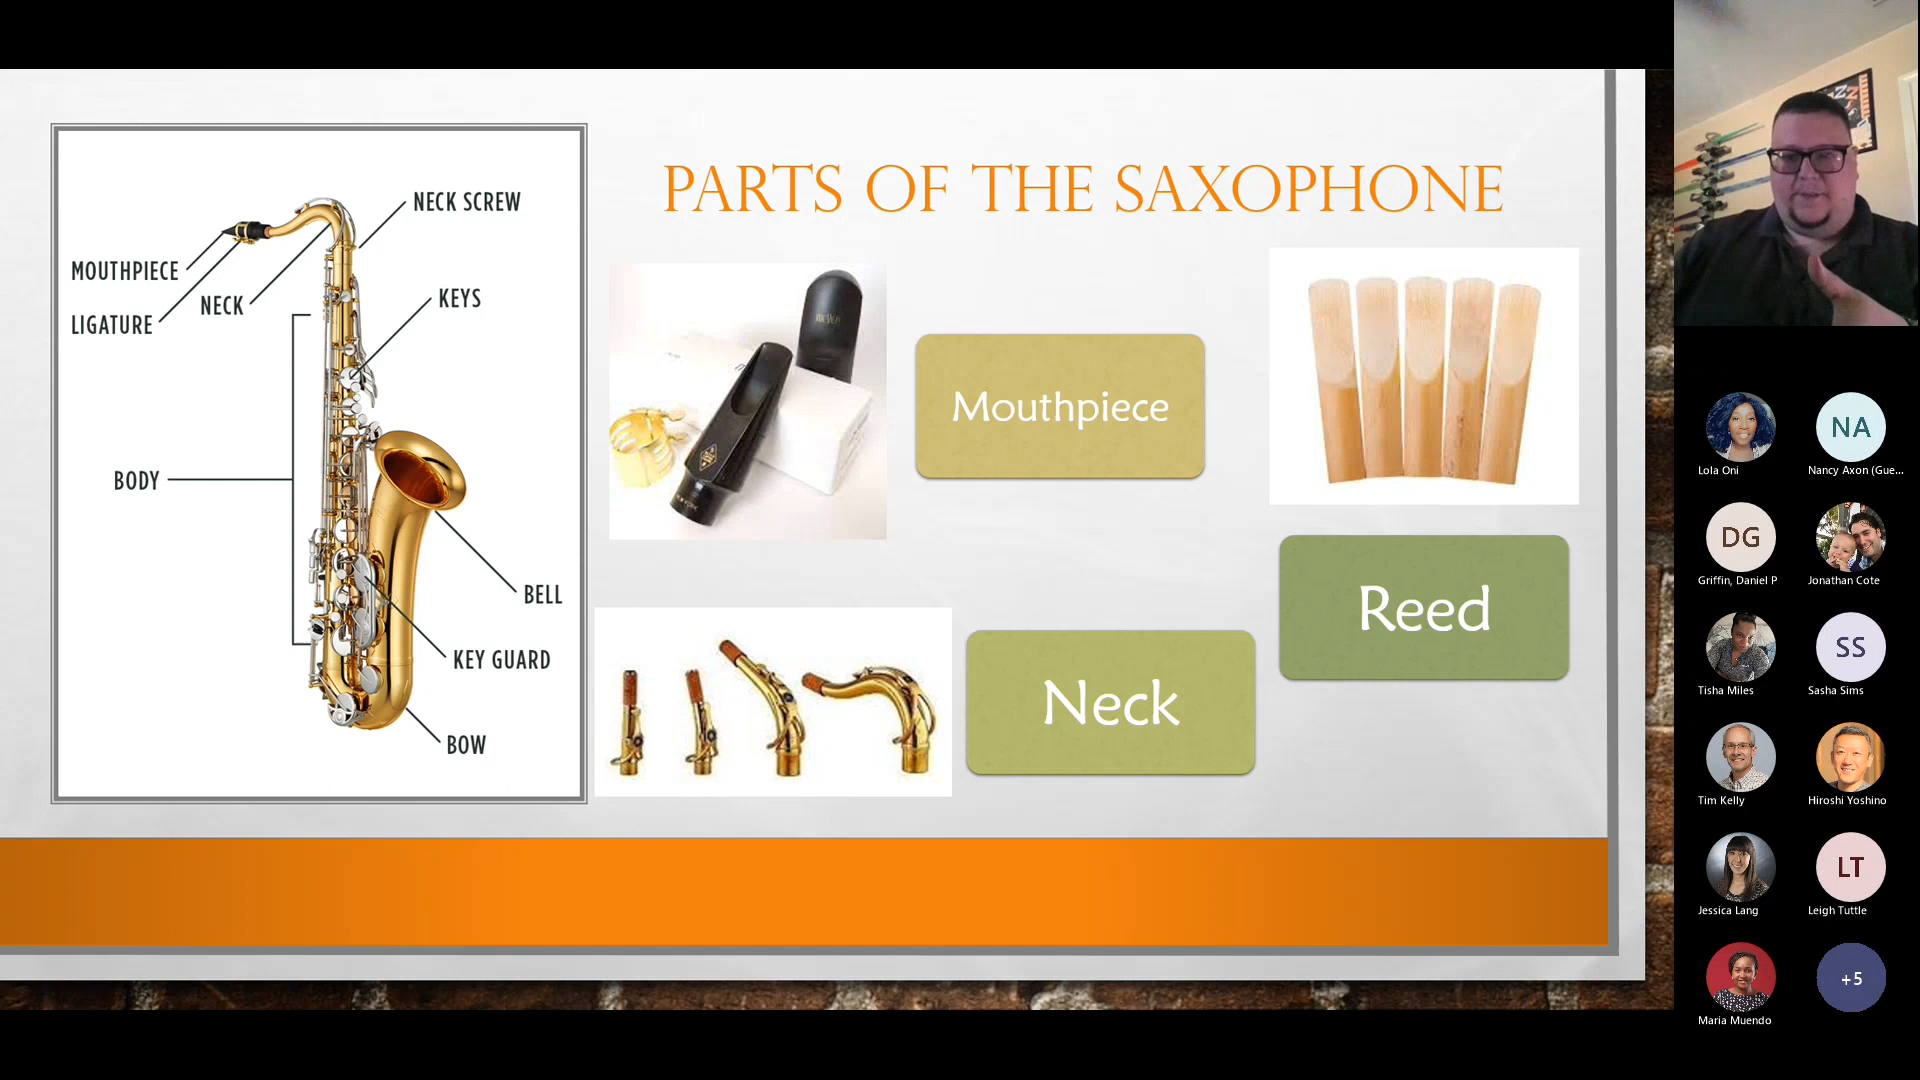 PARTS OF THE SAXOPHONE
NECK SCREW
MOUTHPIECE
LIGATURE
NECK
KEYS
BODY
BELL
KEY GUARD
BOW
Mouthpiece
Neck
Reed
Lola Oni
NA
Nancy Axon (Gue...
DG
Griffin, Daniel P
Jonathan Cote
Tisha Miles
SS
Sasha Sims
Tim Kelly
Hiroshi Yoshino
Jessica Lang
LT
Leigh Tuttle
Maria Muendo
+5